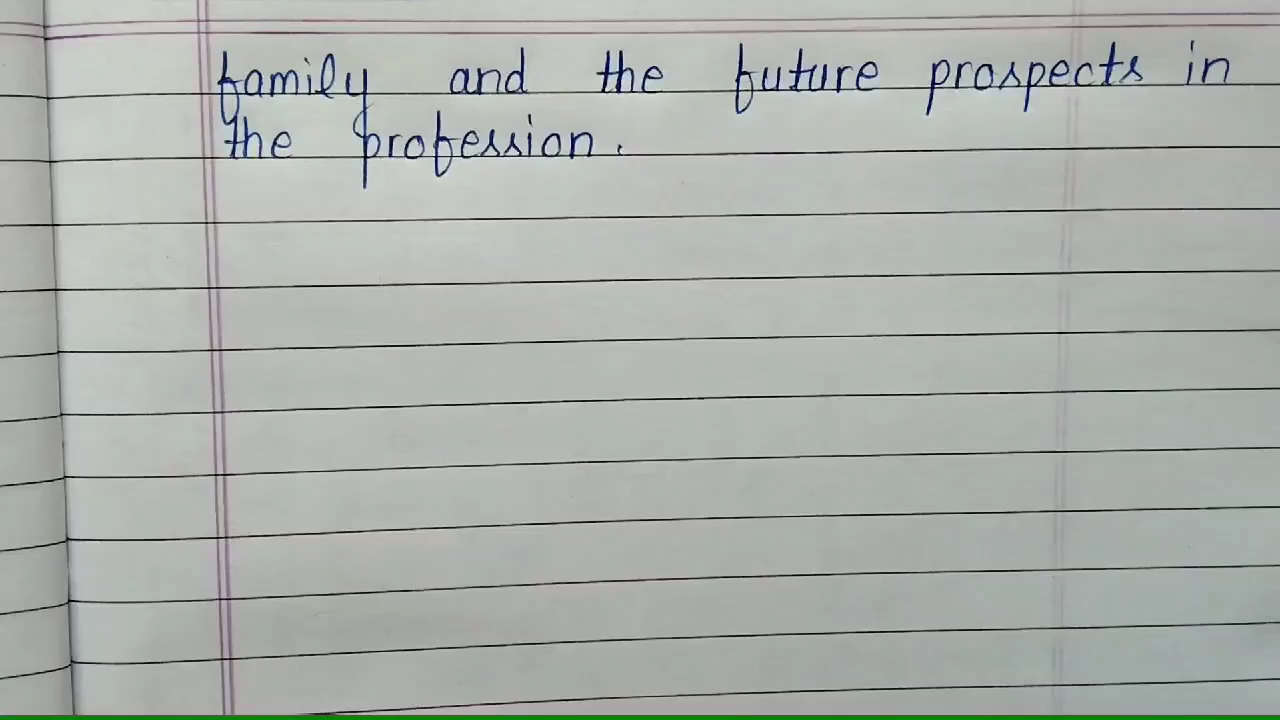 family and the future prospects in
the profession.